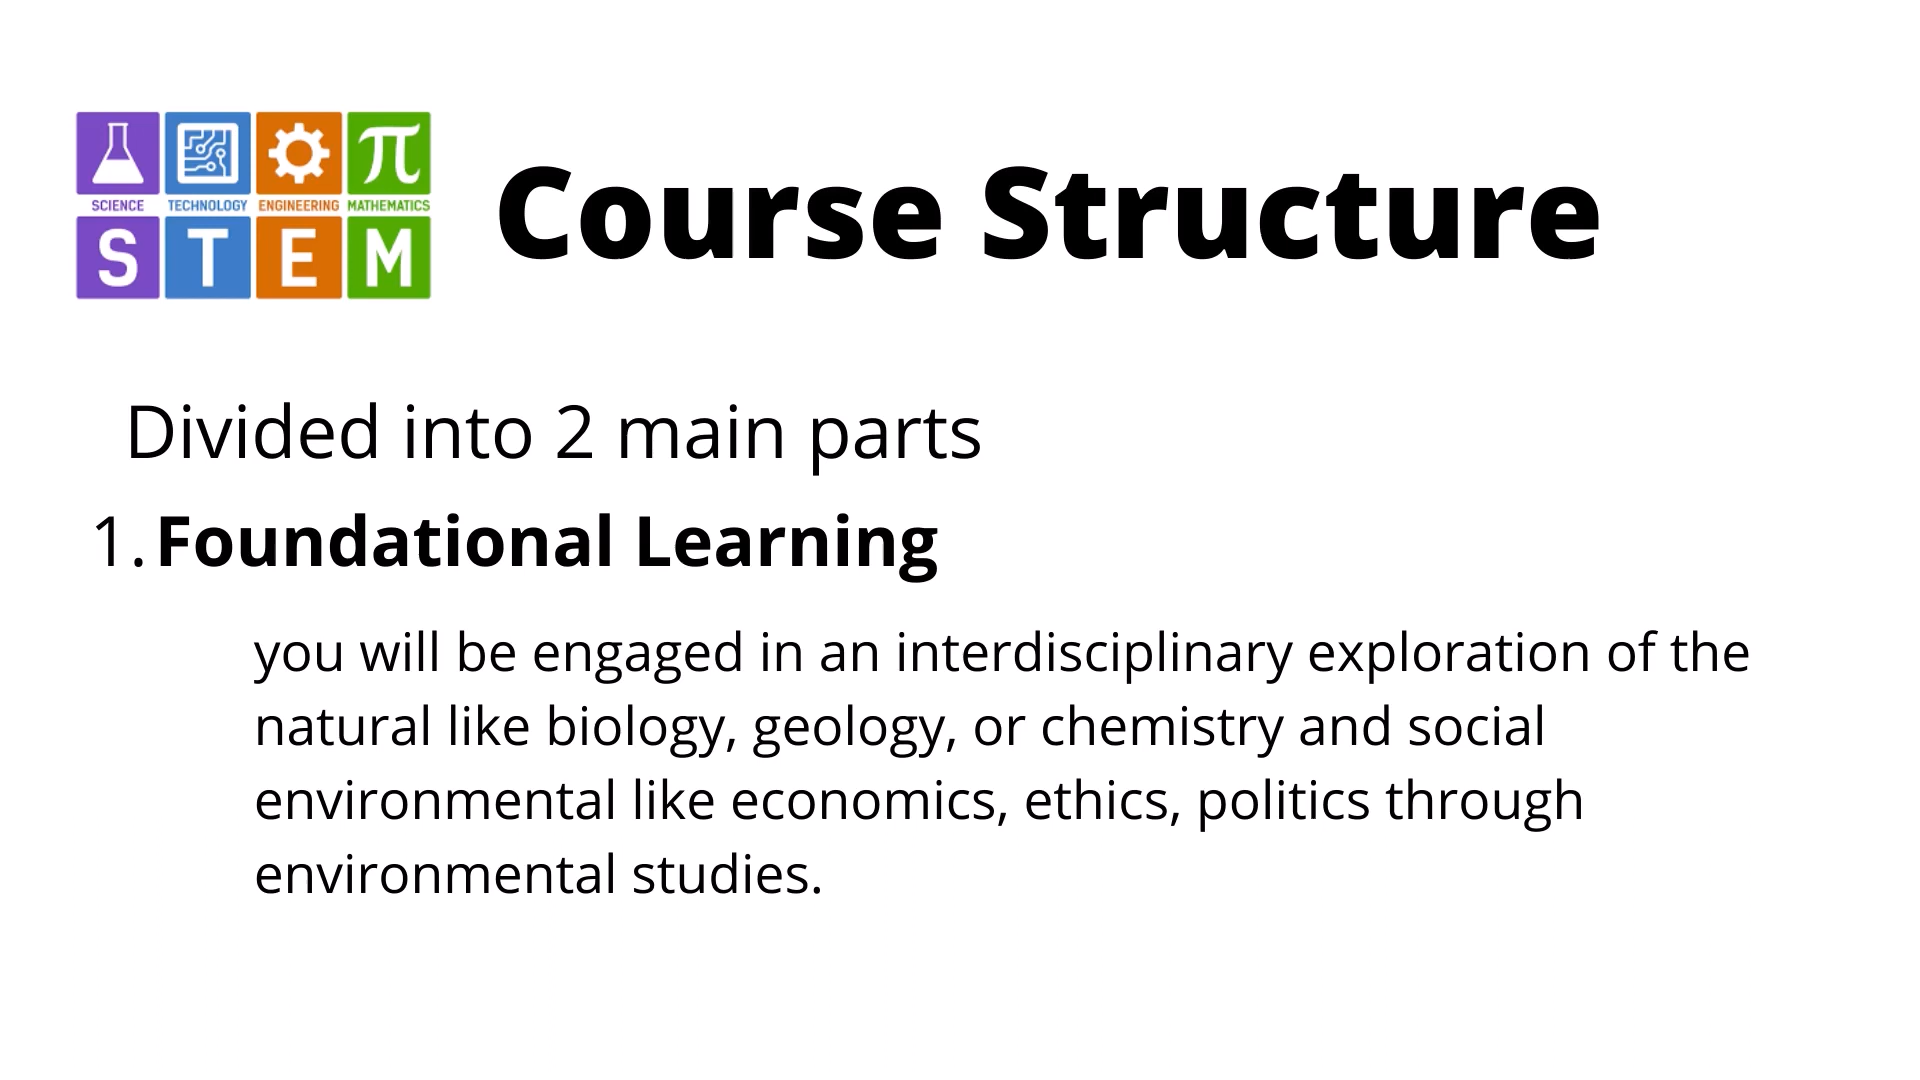 SCIENCE TECHNOLOGY ENGINEERING MATHEMATICS
S T E M
Course Structure
Divided into 2 main parts
1. Foundational Learning
you will be engaged in an interdisciplinary exploration of the
natural like biology, geology, or chemistry and social
environmental like economics, ethics, politics through
environmental studies.